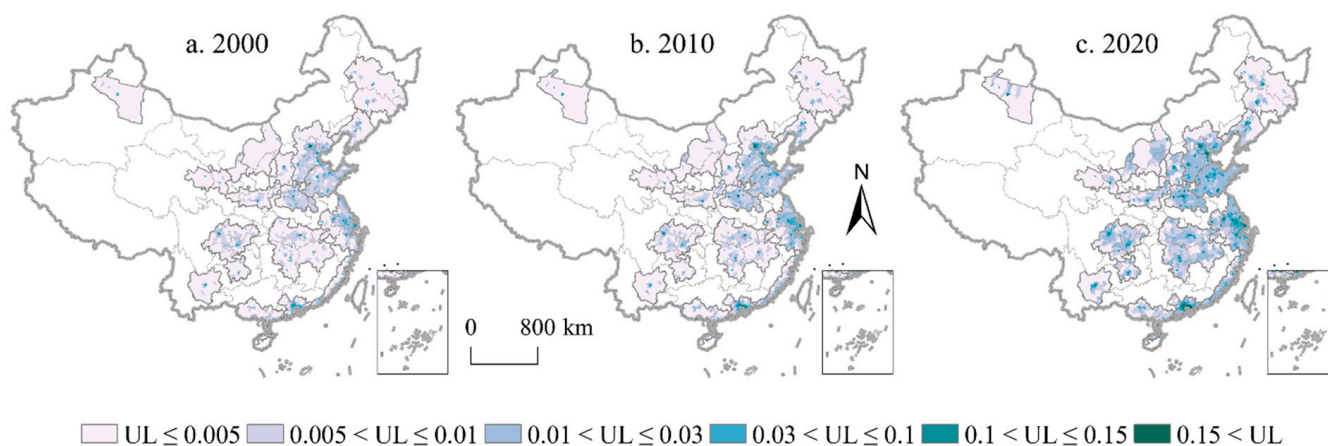 a. 2000
b. 2010
c. 2020
N
0 800 km
UL ≤ 0.005 0.005 < UL ≤ 0.01 0.01 < UL ≤ 0.03 0.03 < UL ≤ 0.1 0.1 < UL ≤ 0.15 0.15 < UL